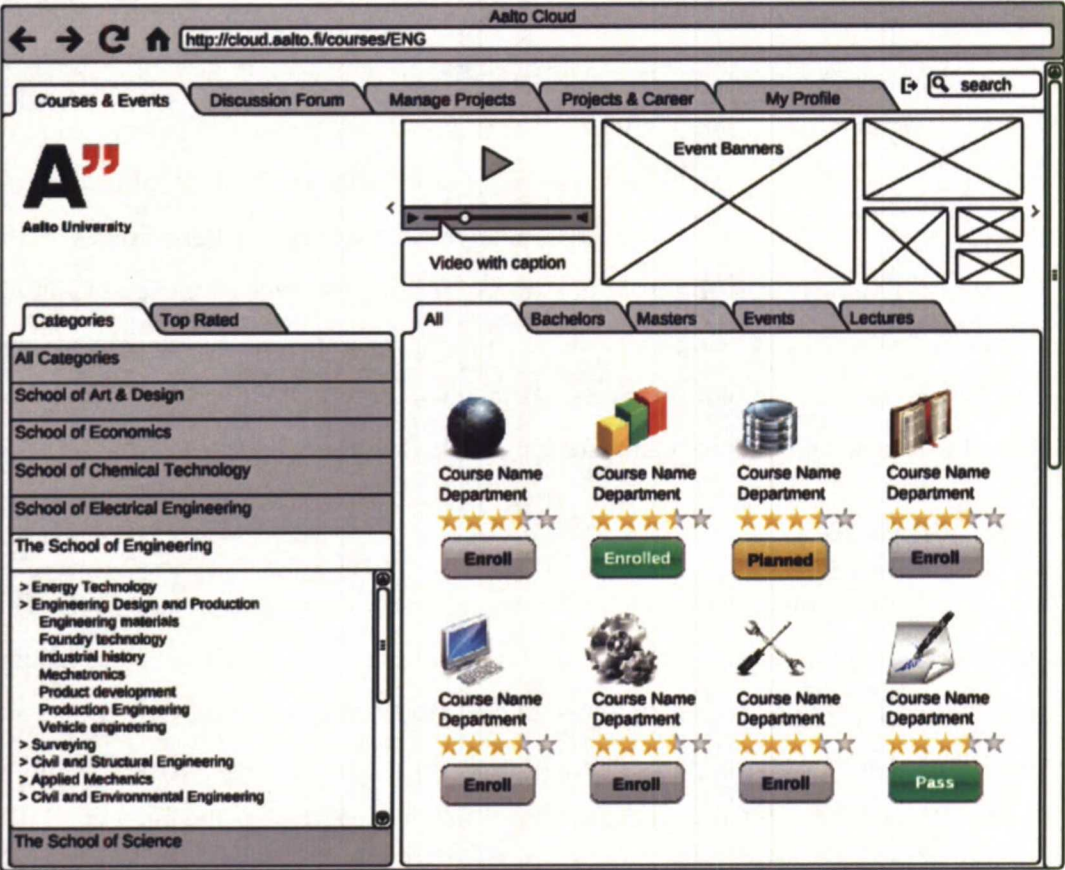 Aalto Cloud
http://cloud.aalto.fi/courses/ENG
search
Courses & Events
Discussion Forum
Manage Projects
Projects & Career
My Profile
A”
Aalto University
Event Banners
Video with caption
Categories
Top Rated
All Categories
School of Art & Design
School of Economics
School of Chemical Technology
School of Electrical Engineering
The School of Engineering
> Energy Technology
> Engineering Design and Production
Engineering materials
Foundry technology
Industrial history
Mechatronics
Product development
Production Engineering
Vehicle engineering
> Surveying
> Civil and Structural Engineering
> Applied Mechanics
> Civil and Environmental Engineering
The School of Science
All
Bachelors
Masters
Events
Lectures
Course Name
Department
Enroll
Course Name
Department
Enrolled
Course Name
Department
Planned
Course Name
Department
Enroll
Course Name
Department
Enroll
Course Name
Department
Enroll
Course Name
Department
Enroll
Course Name
Department
Pass